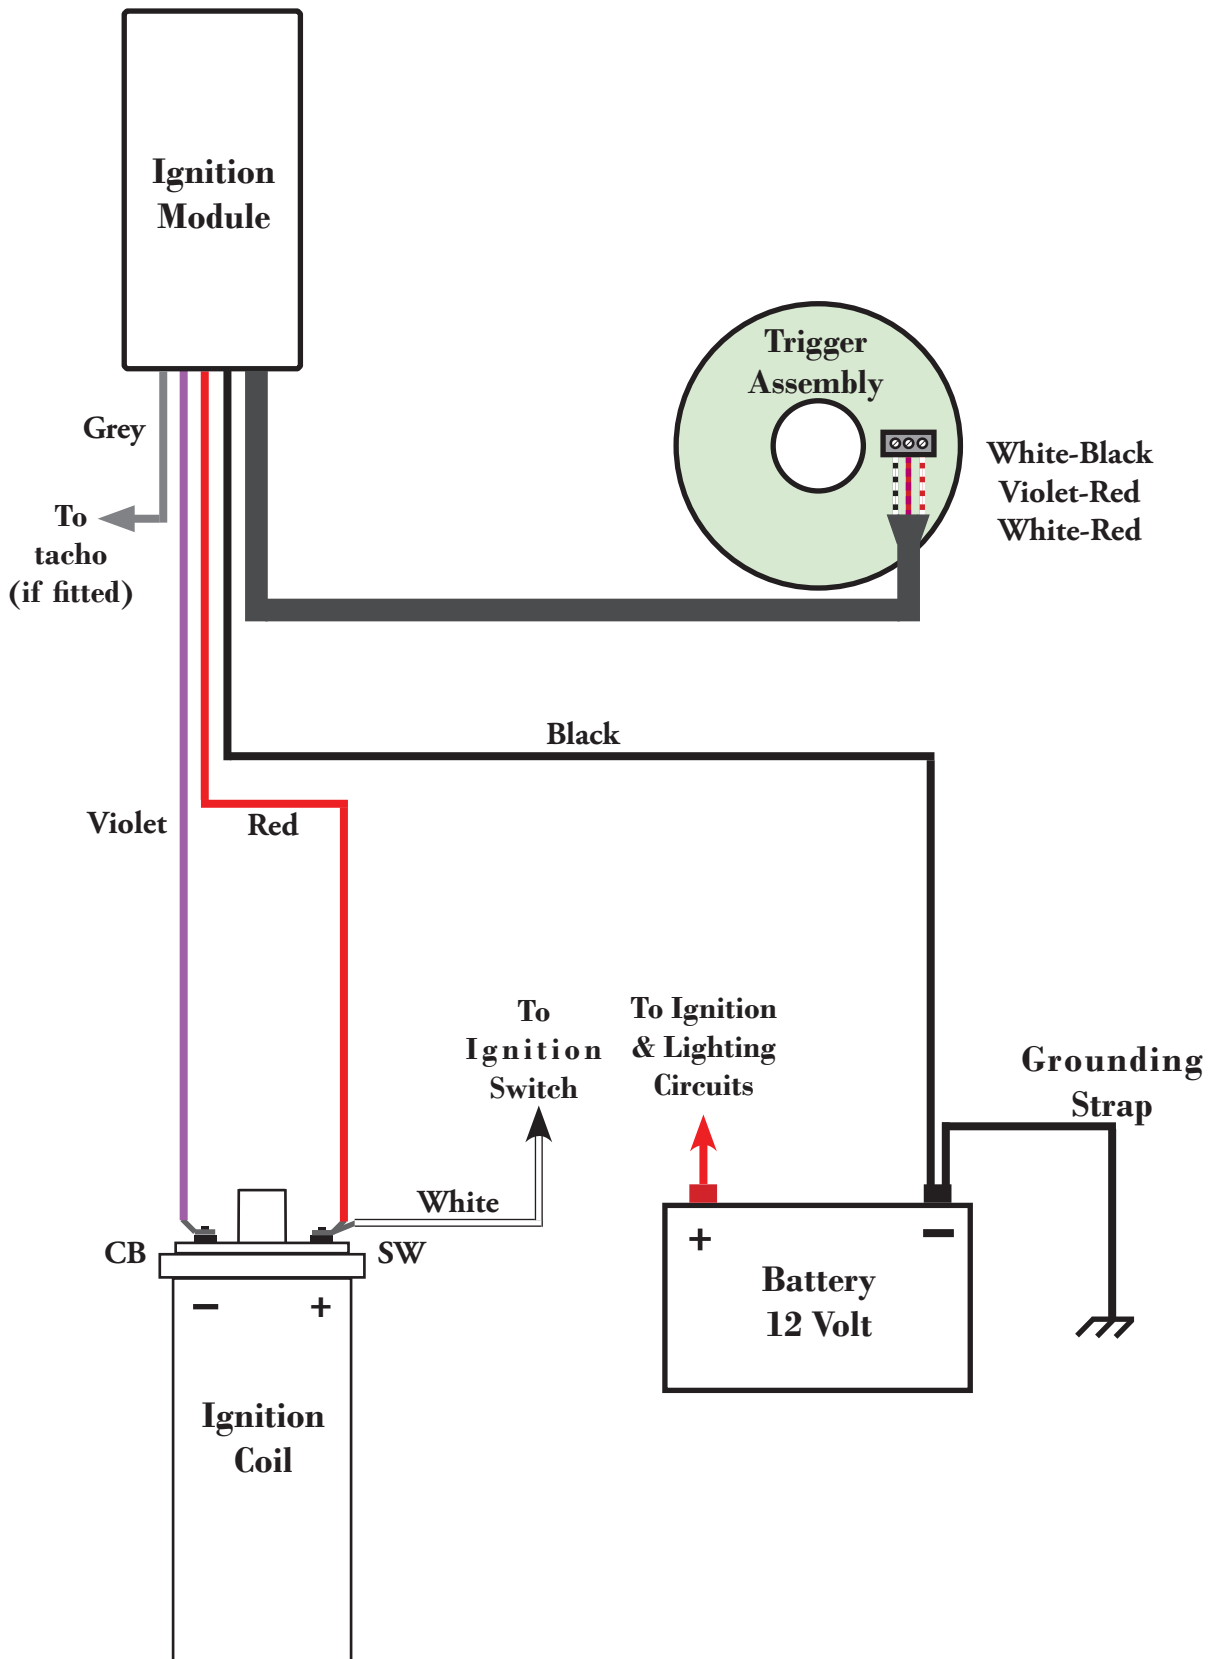 Ignition
Module
Trigger
Assembly
Grey
White-Black
Violet-Red
White-Red
To
tacho
(if fitted)
Black
Violet
Red
To
Ignition
Switch
To Ignition
& Lighting
Circuits
Grounding
Strap
White
CB
SW
+
−
Battery
12 Volt
−
+
Ignition
Coil